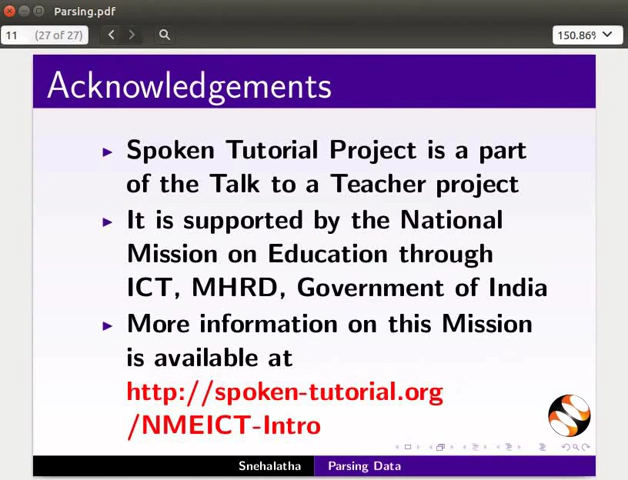 Parsing.pdf
11 (27 of 27) 150.86%
Acknowledgements
Spoken Tutorial Project is a part
of the Talk to a Teacher project
It is supported by the National
Mission on Education through
ICT, MHRD, Government of India
More information on this Mission
is available at
http://spoken-tutorial.org
/NMEICT-Intro
Snehalatha Parsing Data